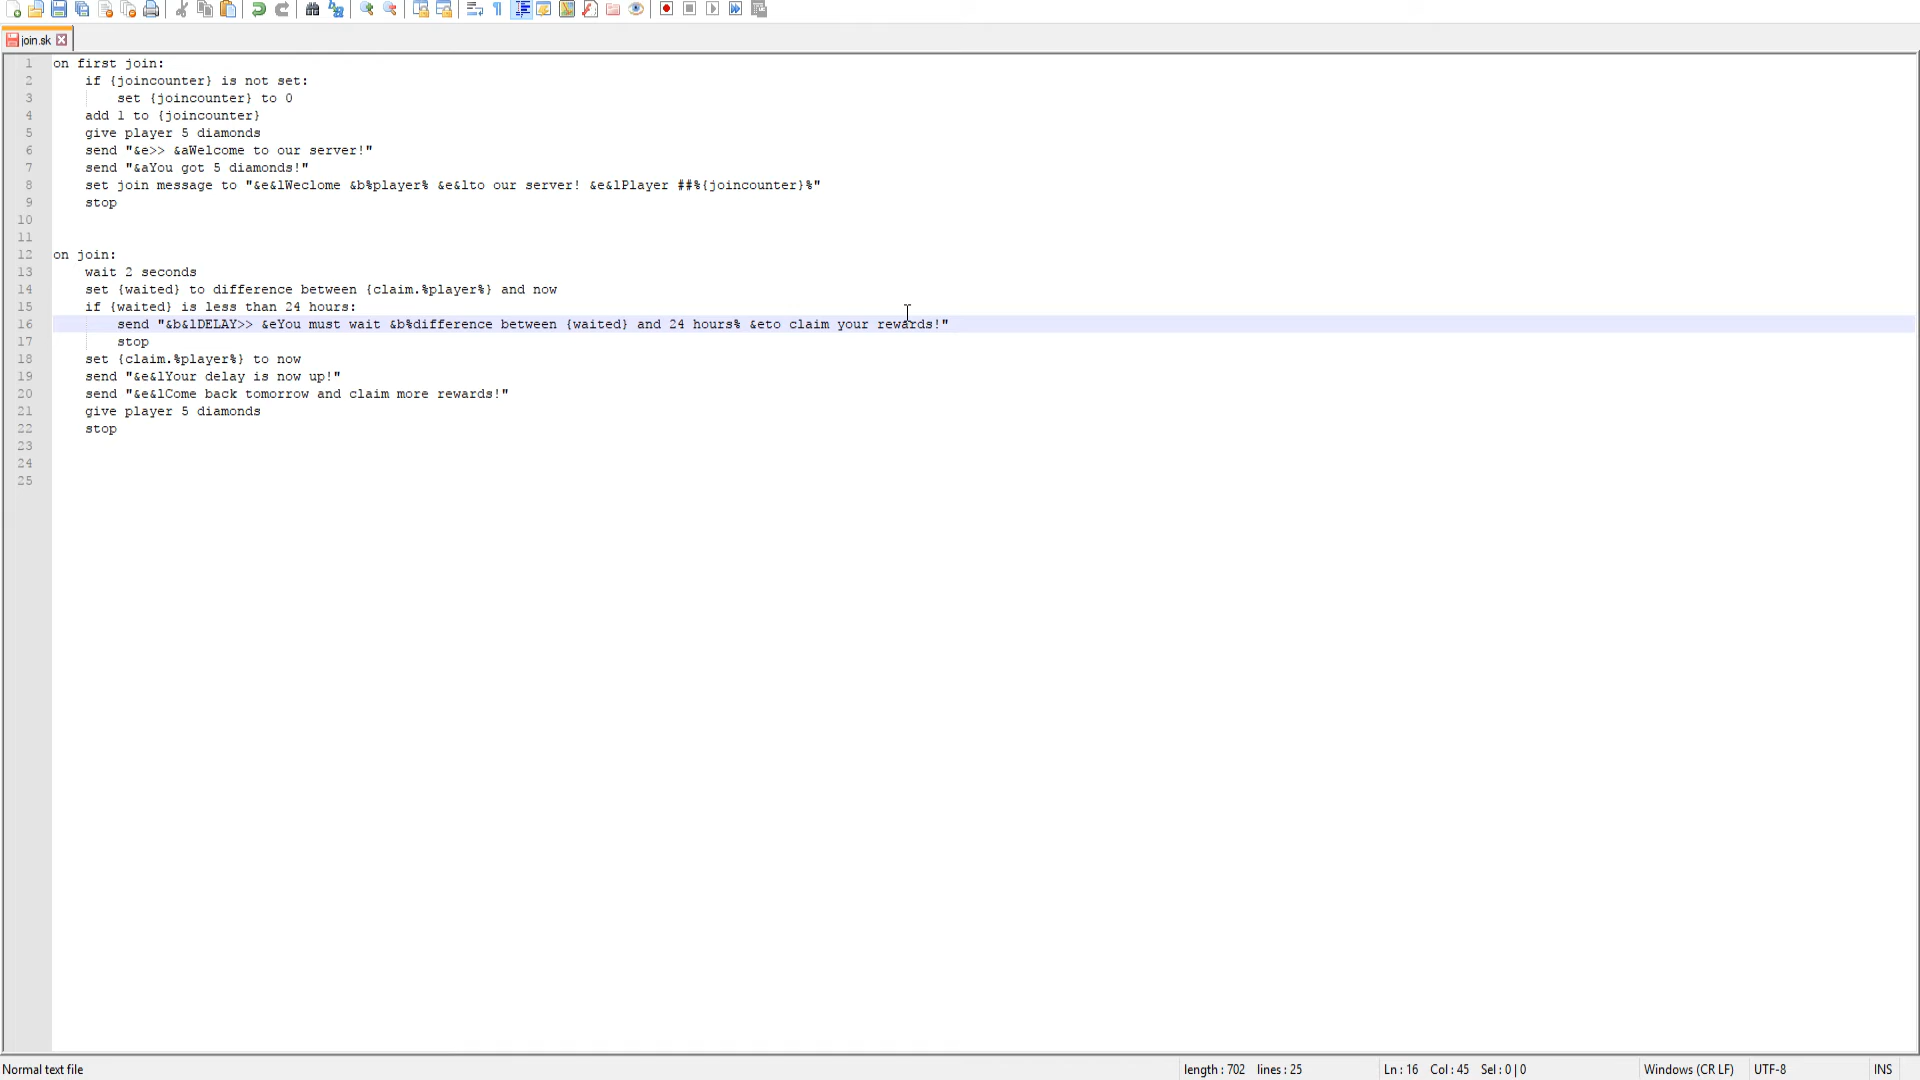 join.sk
1 on first join:
2 if {joincounter} is not set:
3 set {joincounter} to 0
4 add 1 to {joincounter}
5 give player 5 diamonds
6 send "&e>> &aWelcome to our server!"
7 send "&aYou got 5 diamonds!"
8 set join message to "&e&lWeclome &b%player% &e&lto our server! &e&lPlayer ##%{joincounter}%"
9 stop
10
11
12 on join:
13 wait 2 seconds
14 set {waited} to difference between {claim.%player%} and now
15 if {waited} is less than 24 hours:
16 send "&b&lDELAY>> &eYou must wait &b%difference between {waited} and 24 hours% &eto claim your rewards!"
17 stop
18 set {claim.%player%} to now
19 send "&e&lYour delay is now up!"
20 send "&e&lCome back tomorrow and claim more rewards!"
21 give player 5 diamonds
22 stop
23
24
25
Normal text file length : 702 lines : 25 Ln : 16 Col : 45 Sel : 0 | 0 Windows (CR LF) UTF-8 INS